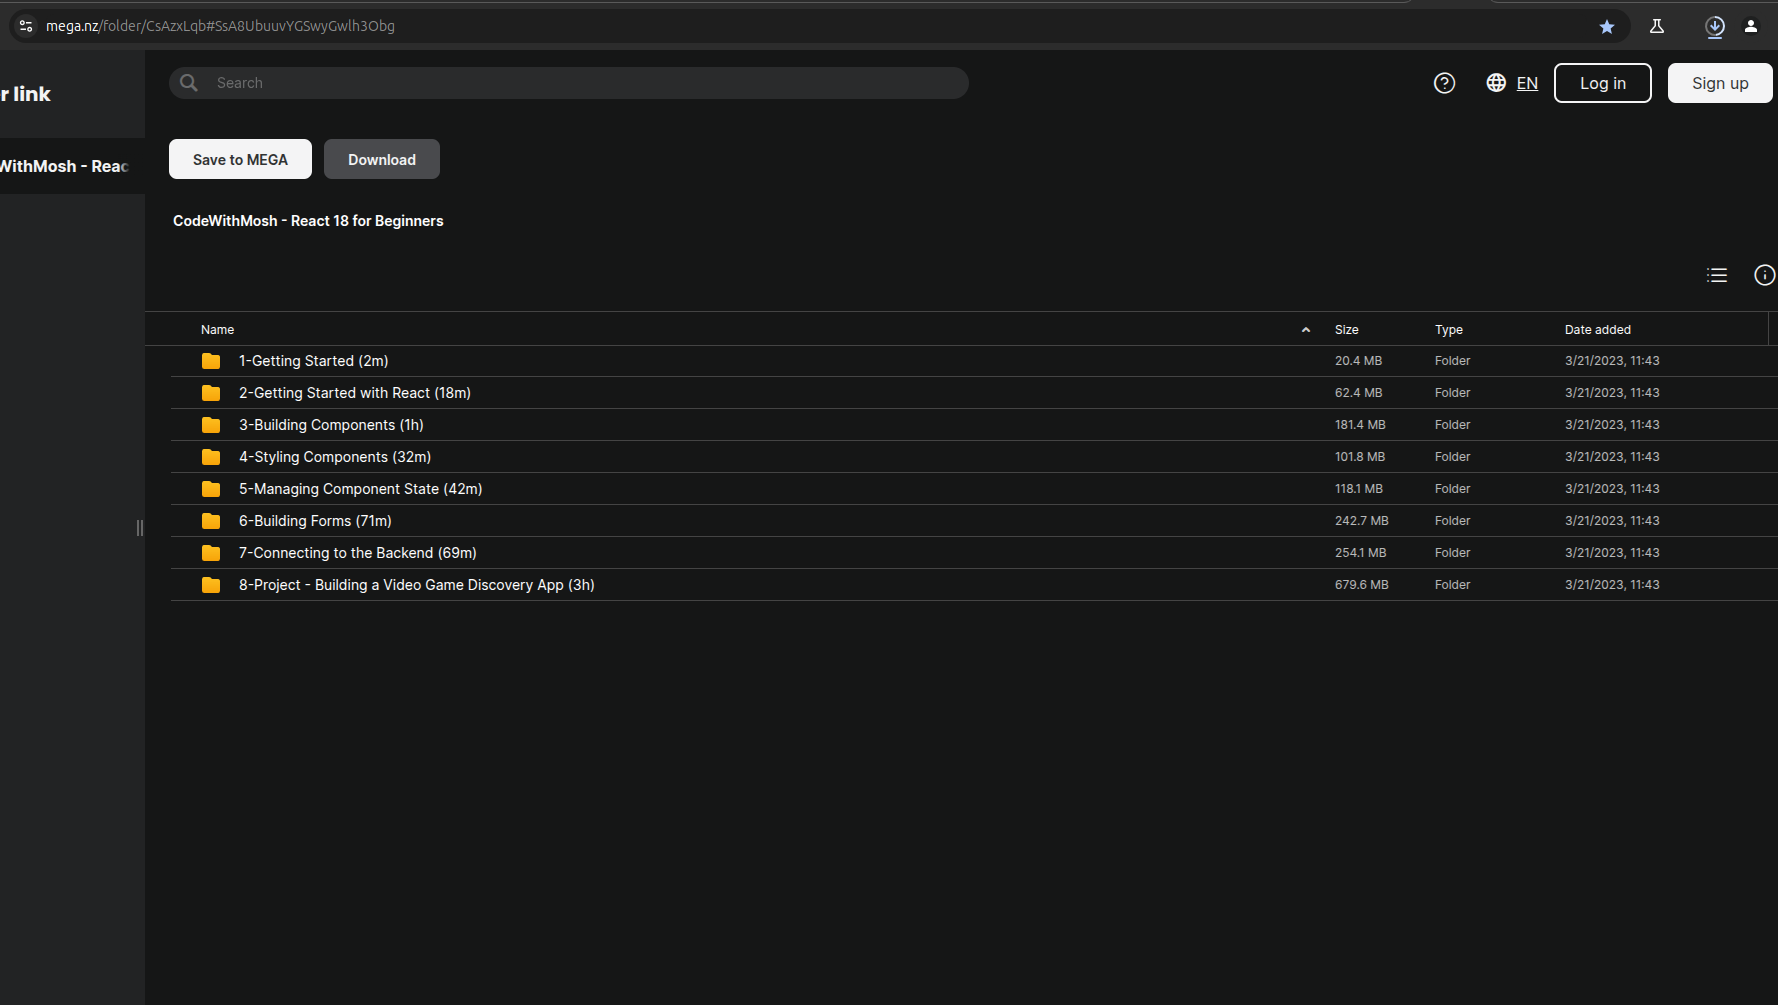 mega.nz/folder/CsAzxLqb#SsA8UbuuvYGSwyGwlh3Obg
r link
Search
EN
Log in
Sign up
WithMosh - Reac
Save to MEGA
Download
CodeWithMosh - React 18 for Beginners
Name Size Type Date added
1-Getting Started (2m) 20.4 MB Folder 3/21/2023, 11:43
2-Getting Started with React (18m) 62.4 MB Folder 3/21/2023, 11:43
3-Building Components (1h) 181.4 MB Folder 3/21/2023, 11:43
4-Styling Components (32m) 101.8 MB Folder 3/21/2023, 11:43
5-Managing Component State (42m) 118.1 MB Folder 3/21/2023, 11:43
6-Building Forms (71m) 242.7 MB Folder 3/21/2023, 11:43
7-Connecting to the Backend (69m) 254.1 MB Folder 3/21/2023, 11:43
8-Project - Building a Video Game Discovery App (3h) 679.6 MB Folder 3/21/2023, 11:43